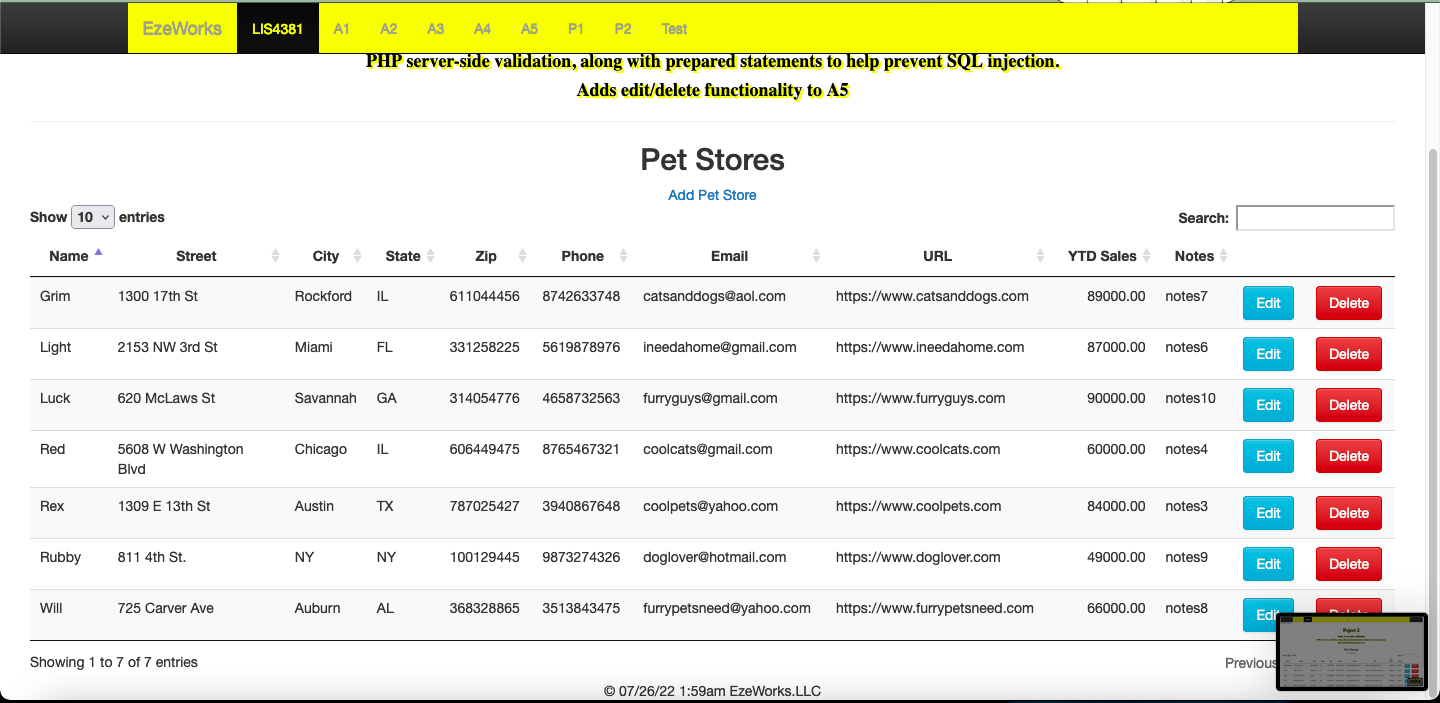 EzeWorks LIS4381 A1 A2 A3 A4 A5 P1 P2 Test
PHP server-side validation, along with prepared statements to help prevent SQL injection.
Adds edit/delete functionality to A5
Pet Stores
Add Pet Store
Show 10 entries Search:
Name Street City State Zip Phone Email URL YTD Sales Notes
Grim 1300 17th St Rockford IL 611044456 8742633748 catsanddogs@aol.com https://www.catsanddogs.com 89000.00 notes7 Edit Delete
Light 2153 NW 3rd St Miami FL 331258225 5619878976 ineedahome@gmail.com https://www.ineedahome.com 87000.00 notes6 Edit Delete
Luck 620 McLaws St Savannah GA 314054776 4658732563 furryguys@gmail.com https://www.furryguys.com 90000.00 notes10 Edit Delete
Red 5608 W Washington Chicago IL 606449475 8765467321 coolcats@gmail.com https://www.coolcats.com 60000.00 notes4 Edit Delete
Blvd
Rex 1309 E 13th St Austin TX 787025427 3940867648 coolpets@yahoo.com https://www.coolpets.com 84000.00 notes3 Edit Delete
Rubby 811 4th St. NY NY 100129445 9873274326 doglover@hotmail.com https://www.doglover.com 49000.00 notes9 Edit Delete
Will 725 Carver Ave Auburn AL 368328865 3513843475 furrypetsneed@yahoo.com https://www.furrypetsneed.com 66000.00 notes8 Edit Delete
Showing 1 to 7 of 7 entries Previous
© 07/26/22 1:59am EzeWorks.LLC
Project 2
Pet Stores